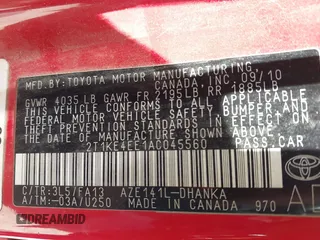 MFD.BY:TOYOTA MOTOR MANUFACTURING
CANADA, INC. 09/10
GVWR 4035LB GAWR FR 2195LB RR 1885LB
THIS VEHICLE CONFORMS TO ALL APPLICABLE
FEDERAL MOTOR VEHICLE SAFETY, BUMPER, AND
THEFT PREVENTION STANDARDS IN EFFECT
ON THE DATE OF MANUFACTURE SHOWN ABOVE.
2T1KE4EE1AC045560 PASS.CAR
C/TR:3L5/FA13 AZE141L-DHANKA
A/TM:-03A/U250 MADE IN CANADA 970
TOYOTA
DREAMBID